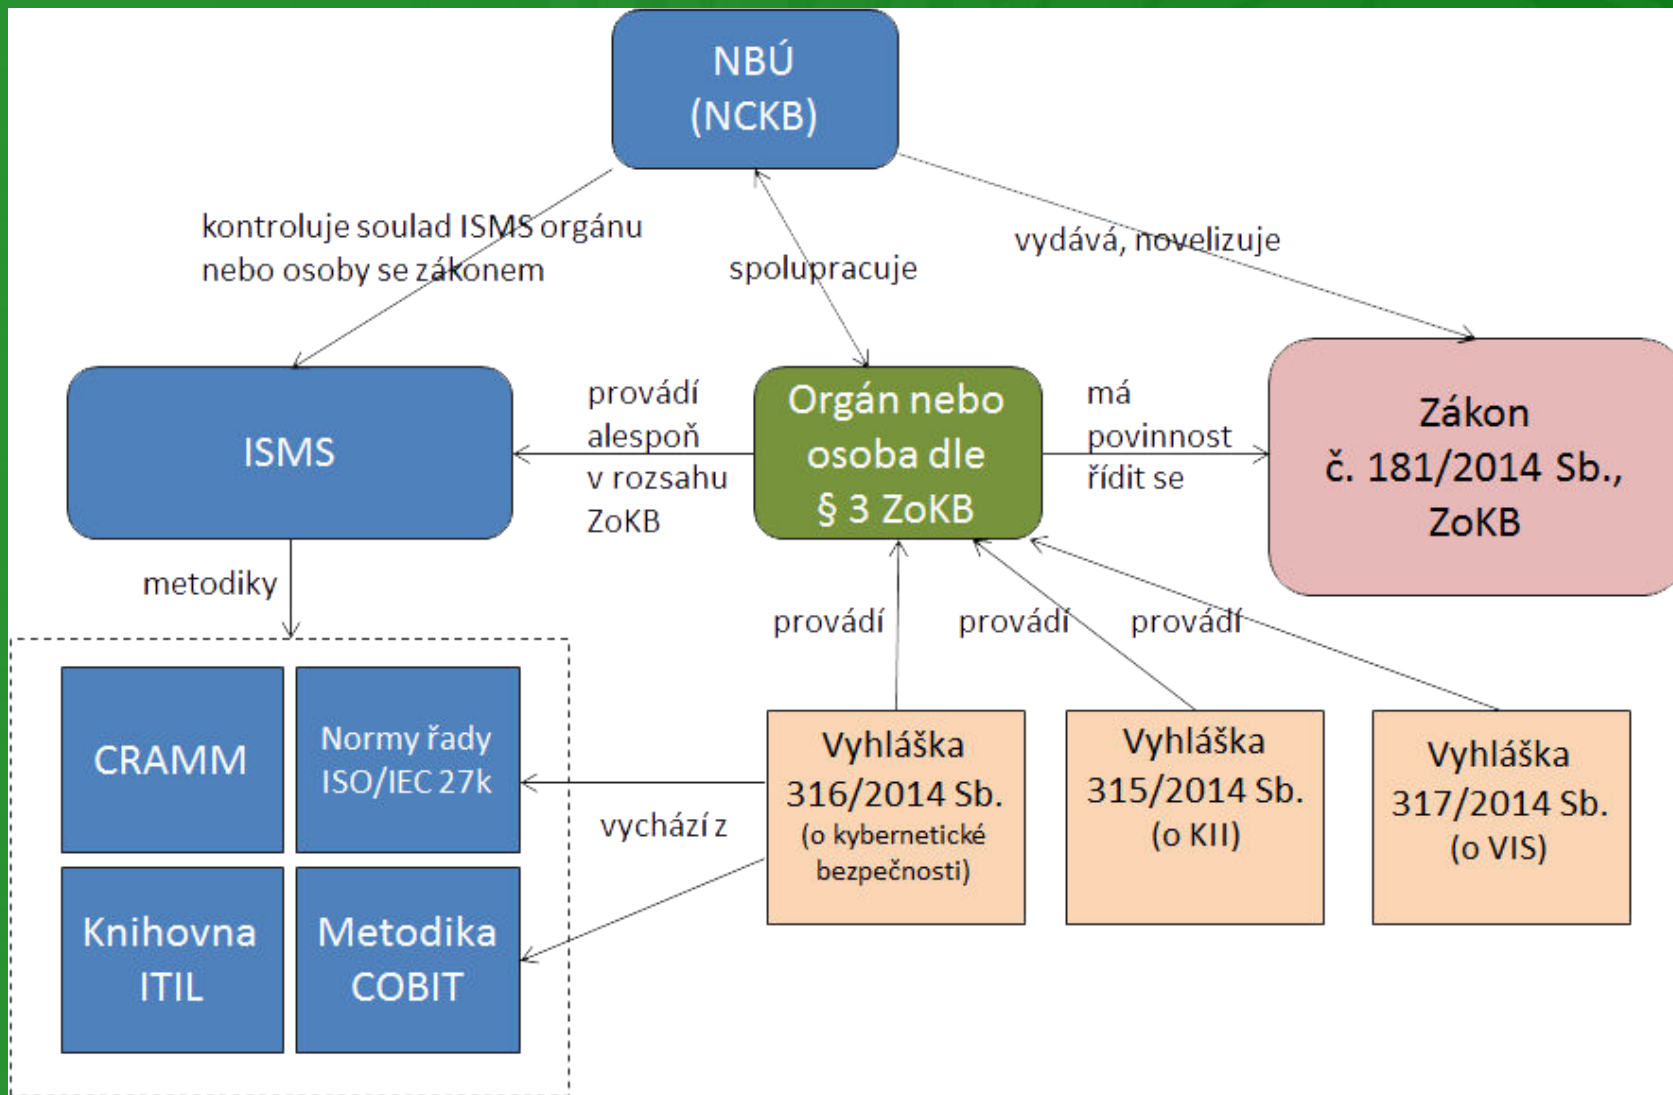 NBÚ
(NCKB)
kontroluje soulad ISMS orgánu
nebo osoby se zákonem
spolupracuje
vydává, novelizuje
ISMS
provádí
alespoň
v rozsahu
ZoKB
Orgán nebo
osoba dle
§ 3 ZoKB
má
povinnost
řídit se
Zákon
č. 181/2014 Sb.,
ZoKB
metodiky
provádí
provádí
provádí
CRAMM
Normy řady
ISO/IEC 27k
Knihovna
ITIL
Metodika
COBIT
vychází z
Vyhláška
316/2014 Sb.
(o kybernetické
bezpečnosti)
Vyhláška
315/2014 Sb.
(o KII)
Vyhláška
317/2014 Sb.
(o VIS)